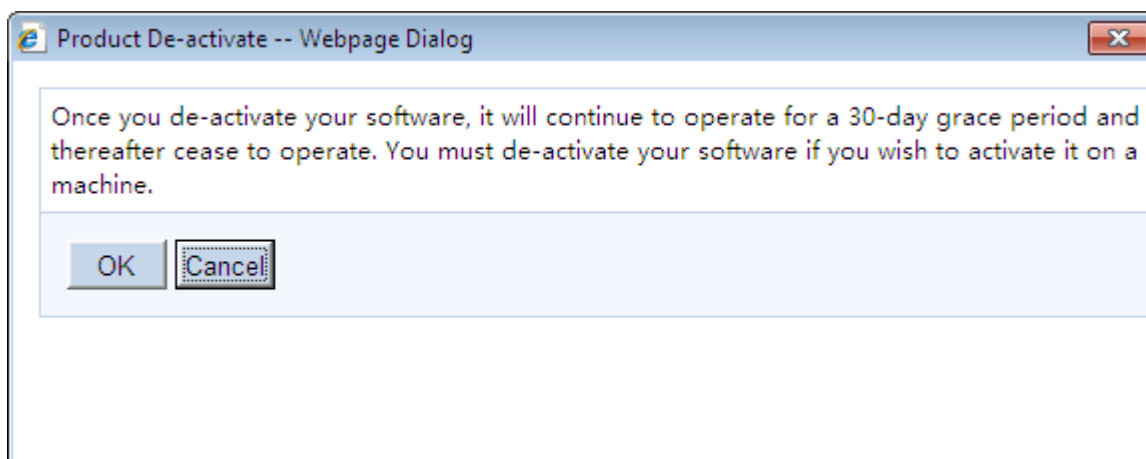 Product De-activate -- Webpage Dialog
Once you de-activate your software, it will continue to operate for a 30-day grace period and
thereafter cease to operate. You must de-activate your software if you wish to activate it on a
machine.
OK
Cancel